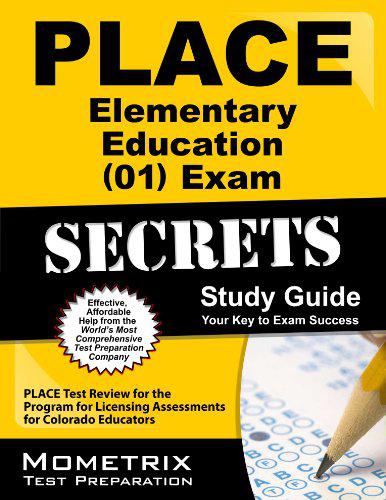 PLACE
Elementary
Education
(01) Exam
SECRETS
Study Guide
Your Key to Exam Success
Effective,
Affordable
Help from the
World's Most
Comprehensive
Test Preparation
Company
PLACE Test Review for the
Program for Licensing Assessments
for Colorado Educators
MOMETRIX
TEST PREPARATION